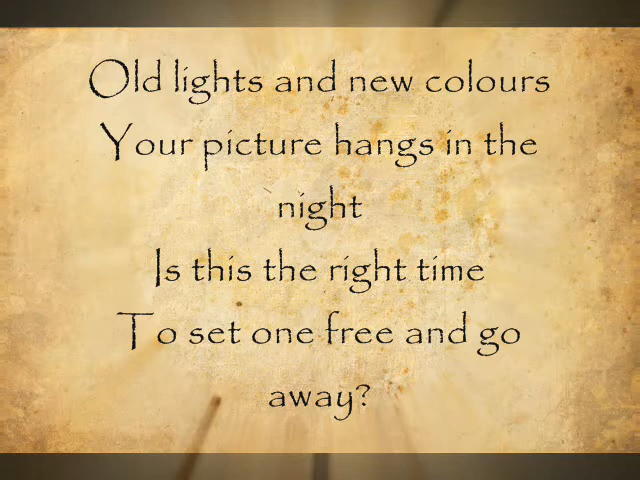 Old lights and new colours
Your picture hangs in the
night
Is this the right time
To set one free and go
away?